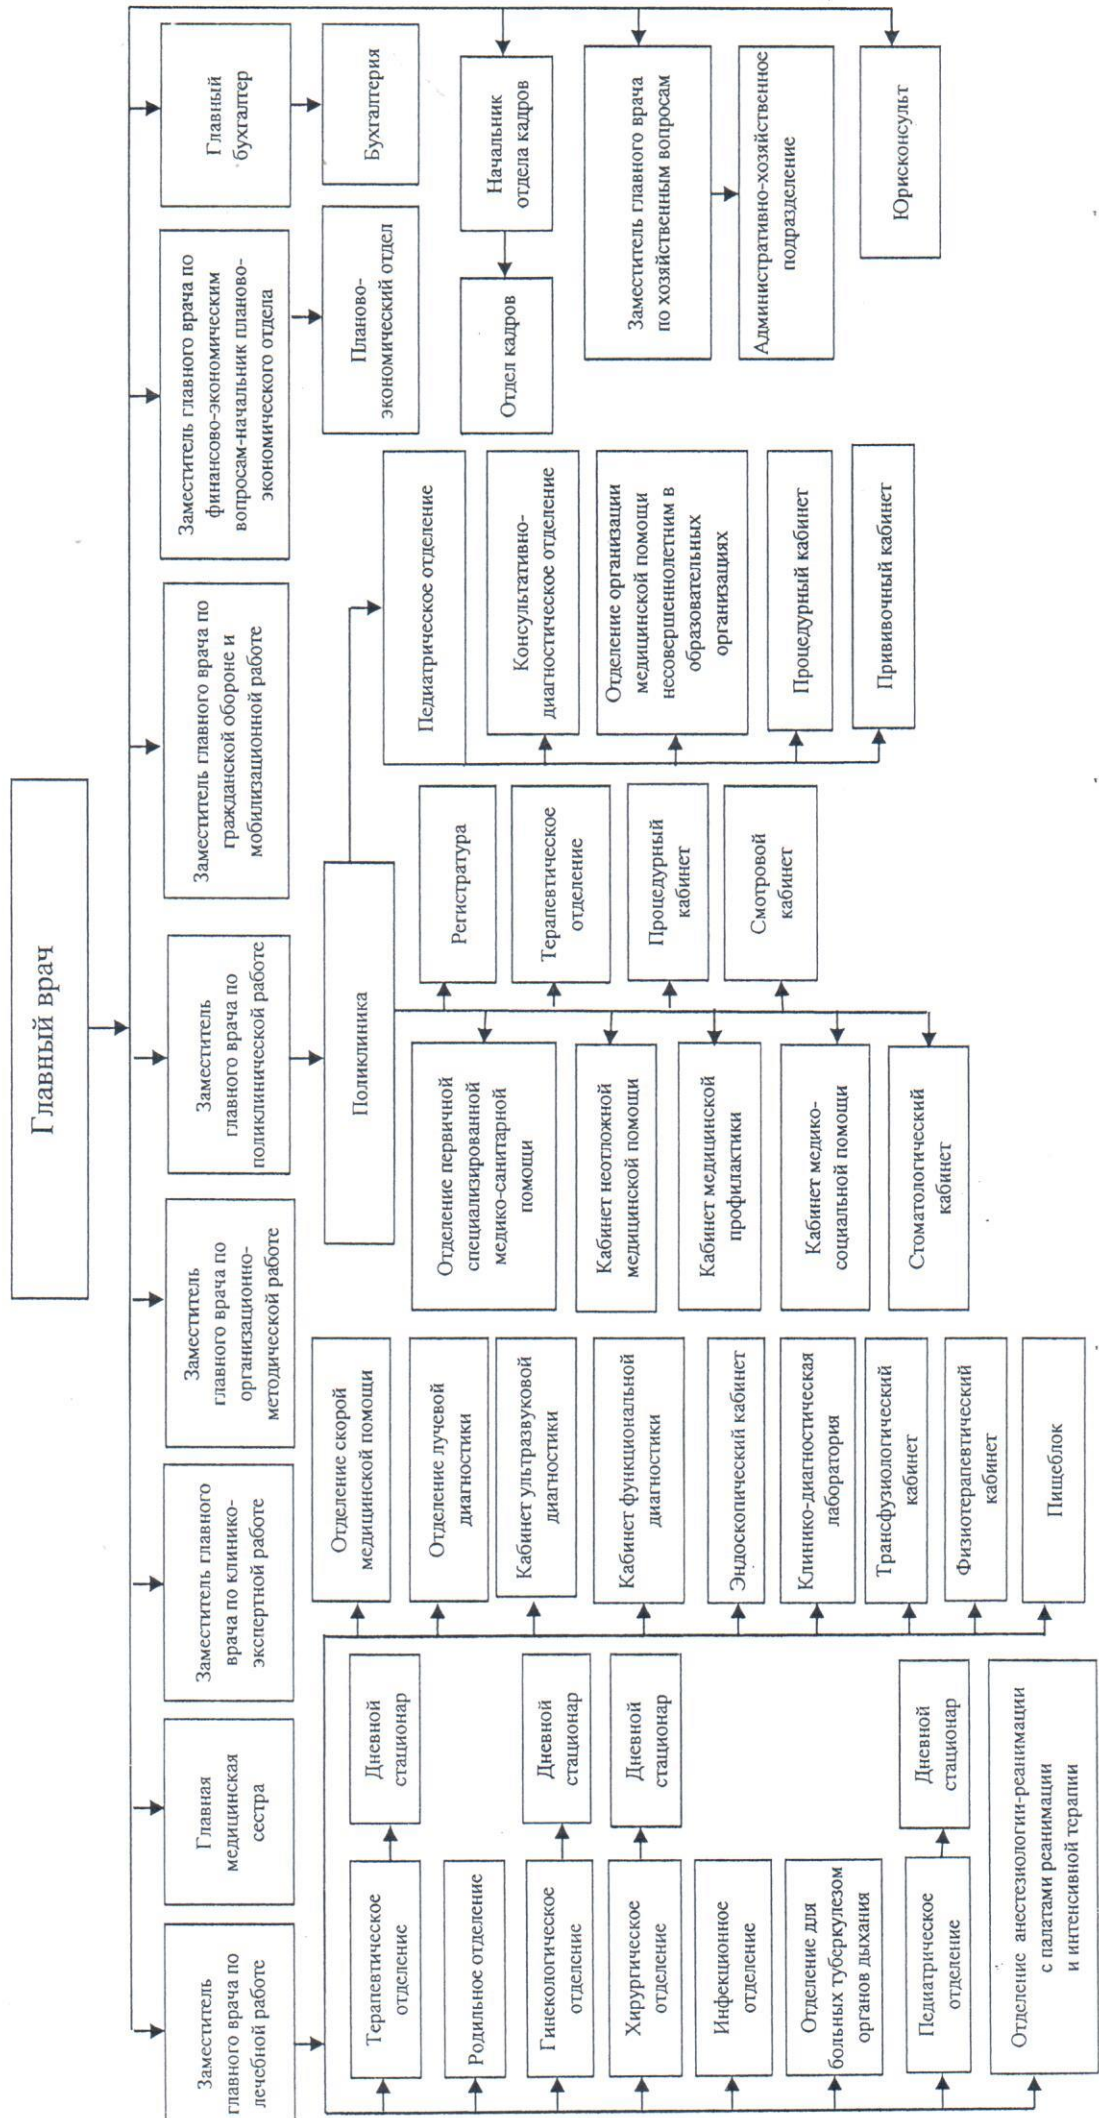 Главный врач
Заместитель
главного врача по
лечебной работе
Главная
медицинская
сестра
Заместитель главного
врача по клинико-
экспертной работе
Заместитель
главного врача по
организационно-
методической работе
Заместитель
главного врача по
поликлинической работе
Заместитель главного врача по
гражданской обороне и
мобилизационной работе
Заместитель главного врача по
финансово-экономическим
вопросам-начальник планово-
экономического отдела
Главный
бухгалтер
Терапевтическое
отделение
Дневной
стационар
Родильное отделение
Гинекологическое
отделение
Дневной
стационар
Хирургическое
отделение
Дневной
стационар
Инфекционное
отделение
Отделение для
больных туберкулезом
органов дыхания
Педиатрическое
отделение
Дневной
стационар
Отделение анестезиологии-реанимации
с палатами реанимации
и интенсивной терапии
Отделение скорой
медицинской помощи
Отделение лучевой
диагностики
Кабинет ультразвуковой
диагностики
Кабинет функциональной
диагностики
Эндоскопический кабинет
Клинико-диагностическая
лаборатория
Трансфузиологический
кабинет
Физиотерапевтический
кабинет
Пищеблок
Поликлиника
Отделение первичной
специализированной
медико-санитарной
помощи
Кабинет неотложной
медицинской помощи
Кабинет медицинской
профилактики
Кабинет медико-
социальной помощи
Стоматологический
кабинет
Регистратура
Терапевтическое
отделение
Процедурный
кабинет
Смотровой
кабинет
Педиатрическое отделение
Консультативно-
диагностическое отделение
Отделение организации
медицинской помощи
несовершеннолетним в
образовательных
организациях
Процедурный кабинет
Прививочный кабинет
Планово-
экономический отдел
Бухгалтерия
Начальник
отдела кадров
Отдел кадров
Заместитель главного врача
по хозяйственным вопросам
Административно-хозяйственное
подразделение
Юрисконсульт